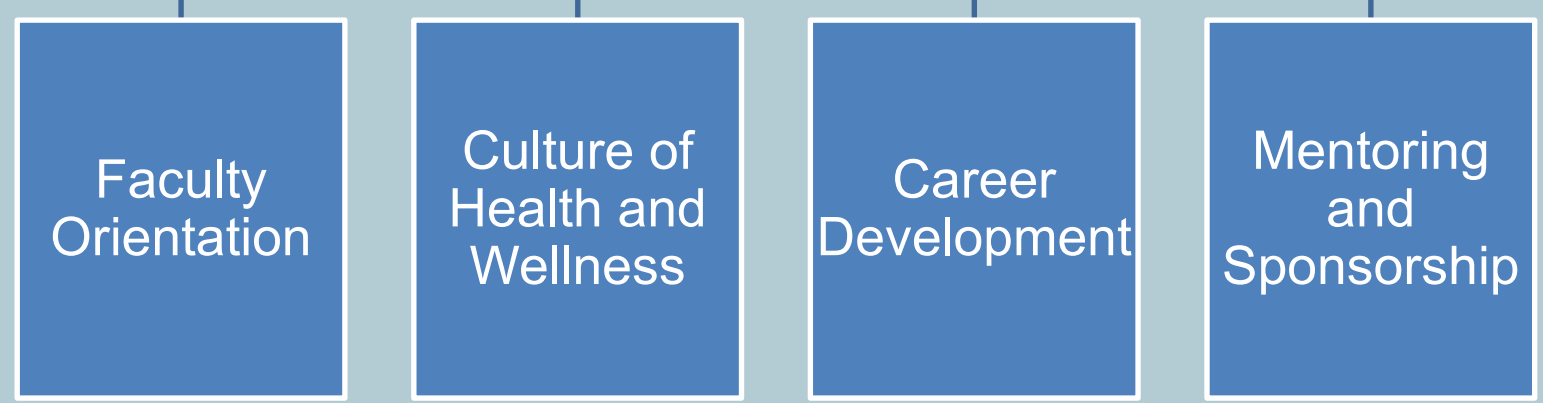 Faculty
Orientation
Culture of
Health and
Wellness
Career
Development
Mentoring
and
Sponsorship